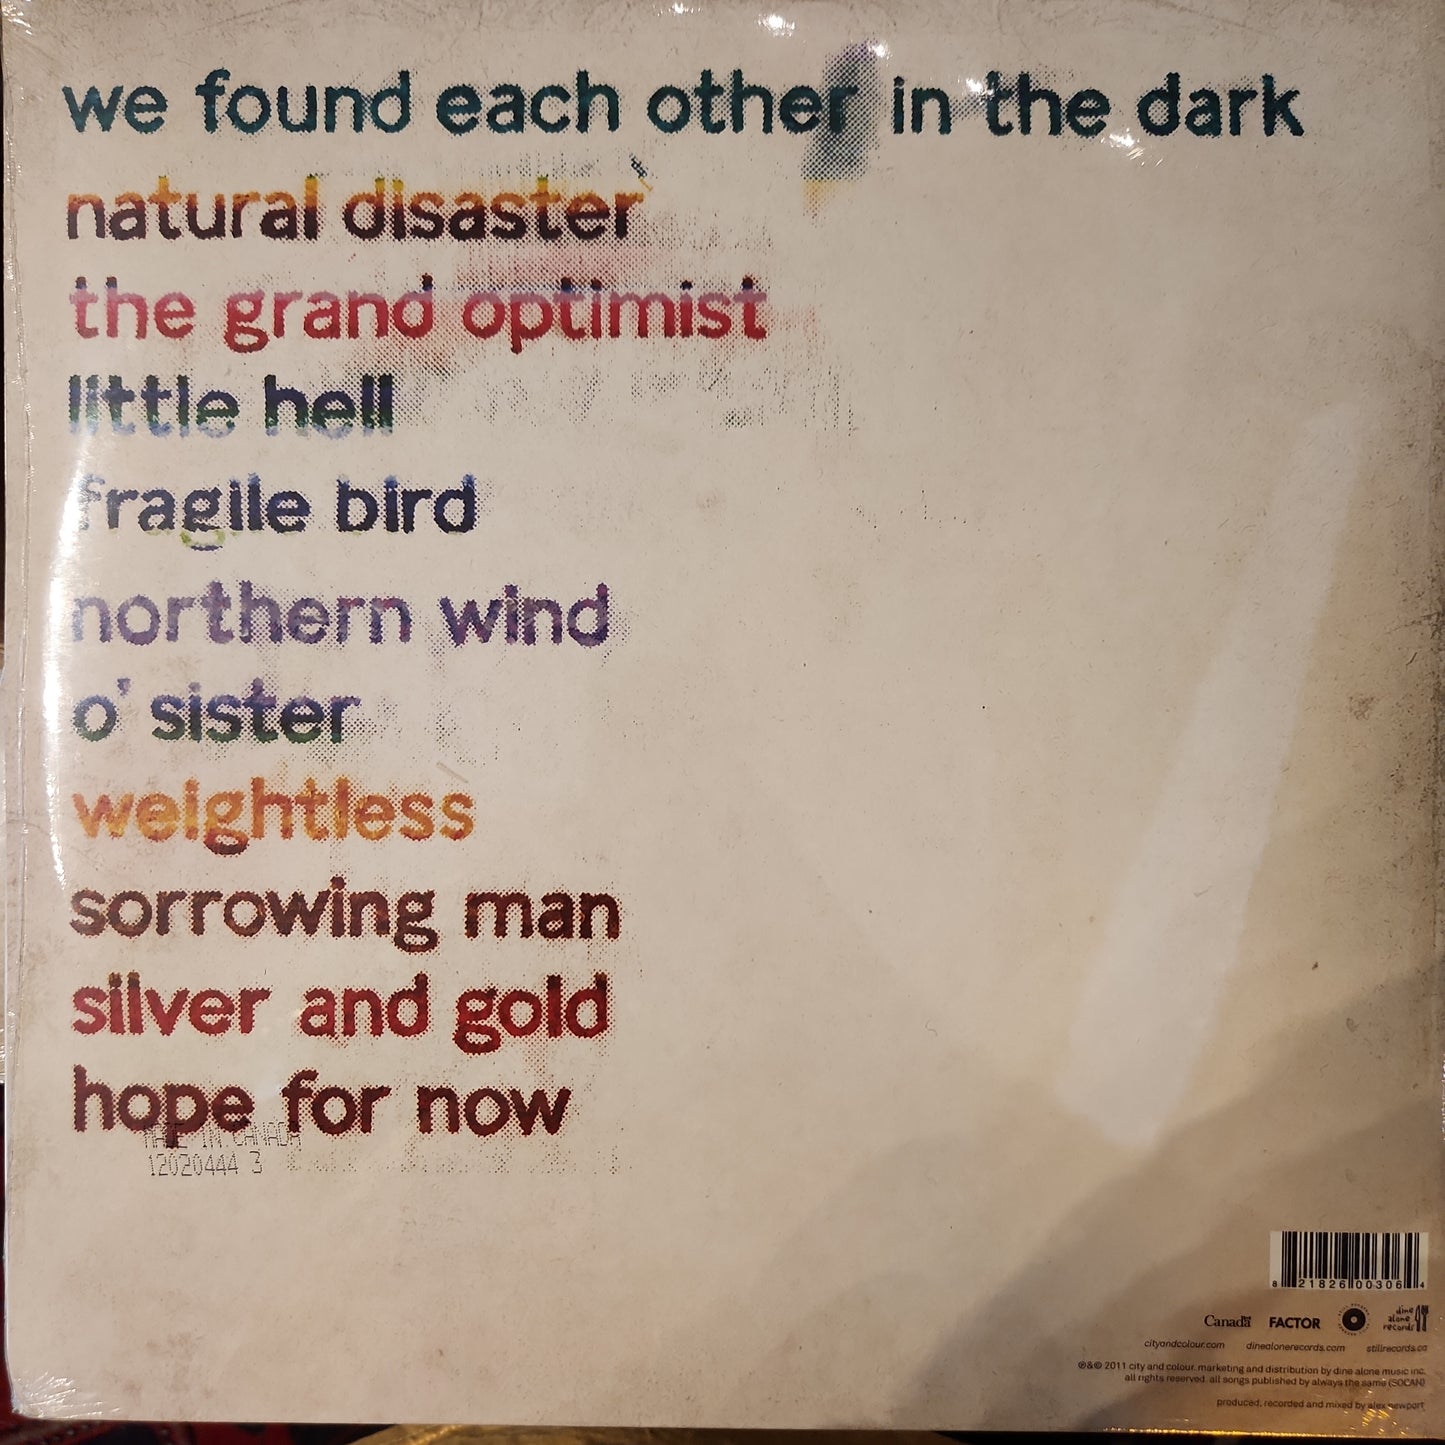 we found each other in the dark
natural disaster
the grand optimist
little hell
fragile bird
northern wind
o' sister
weightless
sorrowing man
silver and gold
hope for now
MADE IN CANADA
12020444 3
8 21826 00306 4
Canada FACTOR dine alone records
cityandcolour.com dinealonerecords.com stillrecords.ca
℗&© 2011 city and colour. marketing and distribution by dine alone music inc.
all rights reserved. all songs published by always the same (SOCAN)
produced, recorded and mixed by alex newport